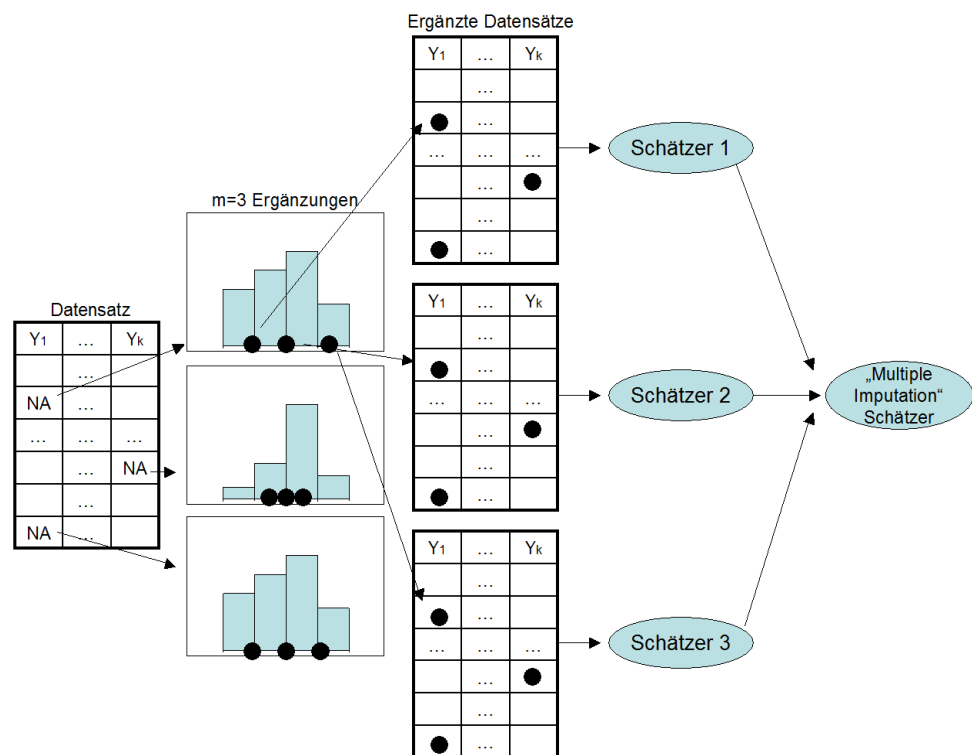 Ergänzte Datensätze
Y1 ... Yk
...
...
... ... ...
...
...
...
Schätzer 1
m=3 Ergänzungen
Datensatz
Y1 ... Yk
...
NA ...
... ... ...
... NA
...
NA ...
Y1 ... Yk
...
...
... ... ...
...
...
...
Schätzer 2
„Multiple
Imputation“
Schätzer
Y1 ... Yk
...
...
... ... ...
...
...
...
Schätzer 3